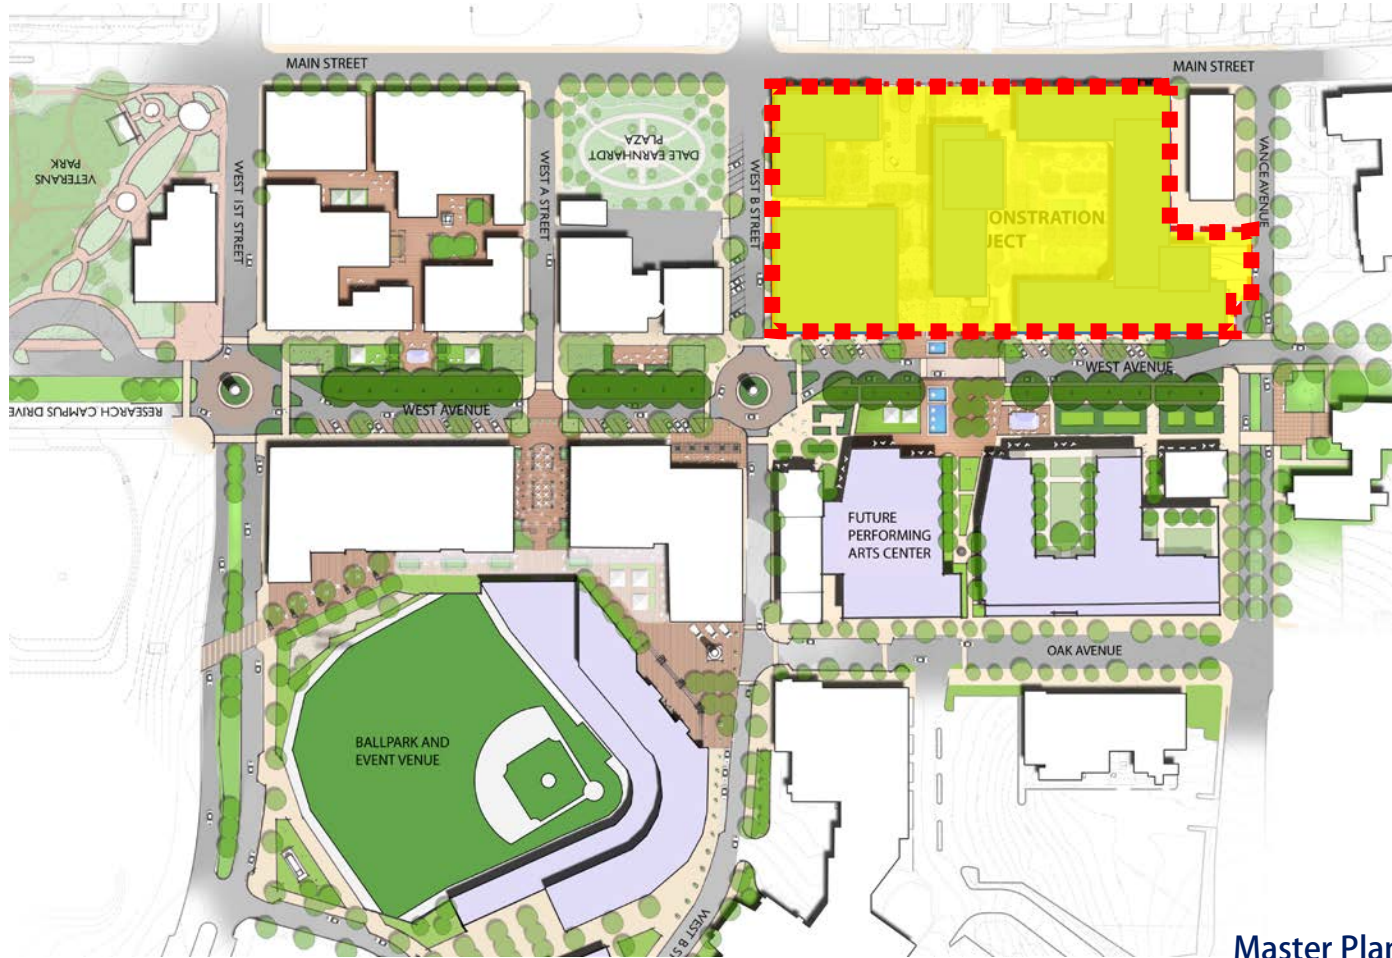 MAIN STREET
MAIN STREET
VETERANS
PARK
WEST 1ST STREET
WEST A STREET
DALE EARNHARDT
PLAZA
WEST B STREET
ONSTRATION
JECT
VANCE AVENUE
RESEARCH CAMPUS DRIVE
WEST AVENUE
WEST AVENUE
FUTURE
PERFORMING
ARTS CENTER
OAK AVENUE
BALLPARK AND
EVENT VENUE
WEST B S
Master Plan